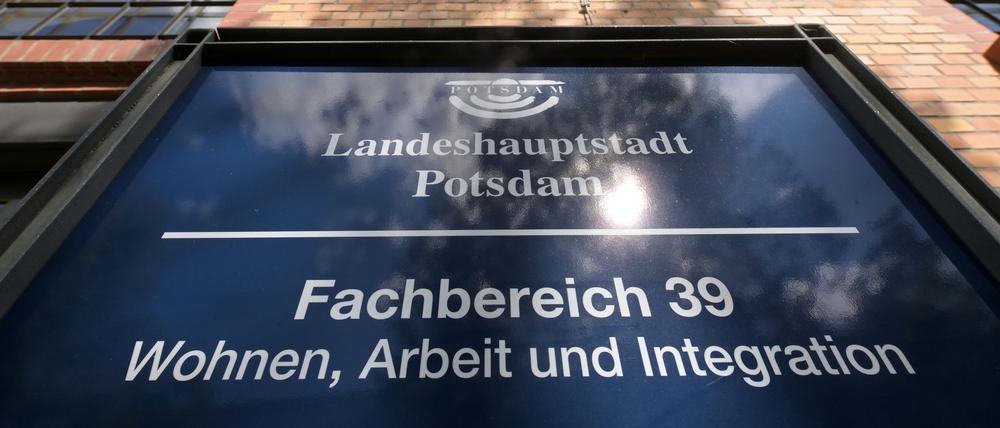 POTSDAM
Landeshauptstadt
Potsdam
Fachbereich 39
Wohnen, Arbeit und Integration